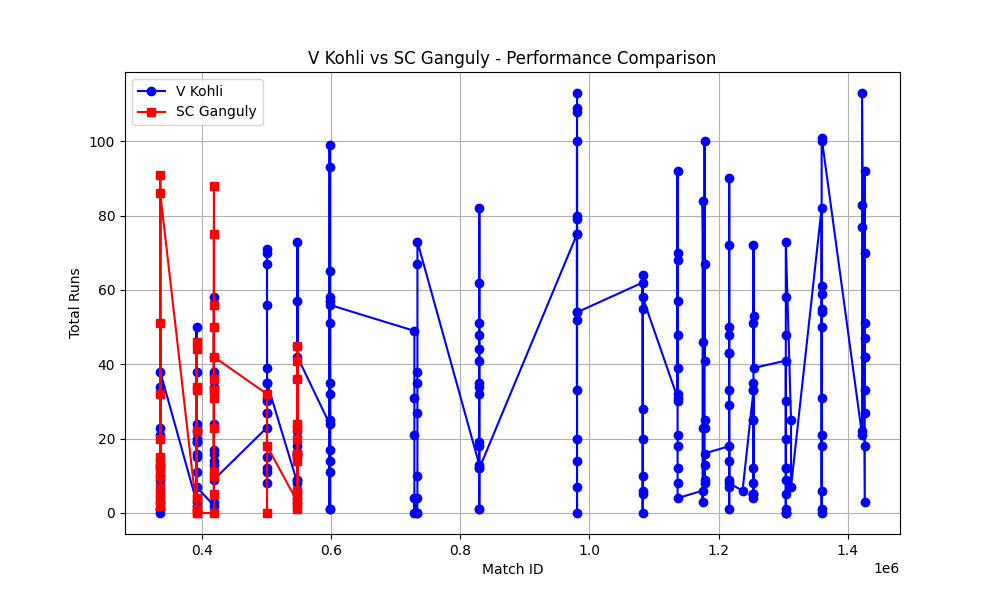 V Kohli vs SC Ganguly - Performance Comparison
V Kohli
SC Ganguly
Total Runs
100
80
60
40
20
0
0.4 0.6 0.8 1.0 1.2 1.4
1e6
Match ID